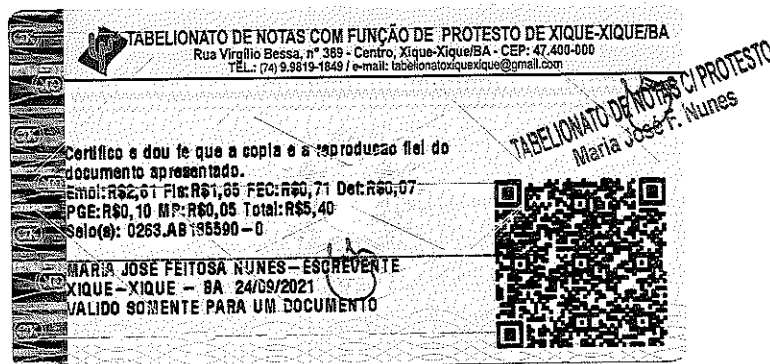 TABELIONATO DE NOTAS COM FUNÇÃO DE PROTESTO DE XIQUE-XIQUE/BA
Rua Virgílio Bessa, nº 389 - Centro, Xique-Xique/BA - CEP: 47.400-000
TEL.: (74) 9.9819-1849 / e-mail: tabelionatoxiquexique@gmail.com
TABELIONATO DE NOTAS C/ PROTESTO
Maria José F. Nunes
Certifico e dou fe que a copia e a reproducao fiel do
documento apresentado.
Emol:R$2,61 Fis:R$1,85 FEC:R$0,71 Def:R$0,07
PGE:R$0,10 MP:R$0,05 Total:R$5,40
Selo(s): 0263.AB195590-0
MARIA JOSE FEITOSA NUNES-ESCREVENTE
XIQUE-XIQUE - BA 24/09/2021
VALIDO SOMENTE PARA UM DOCUMENTO